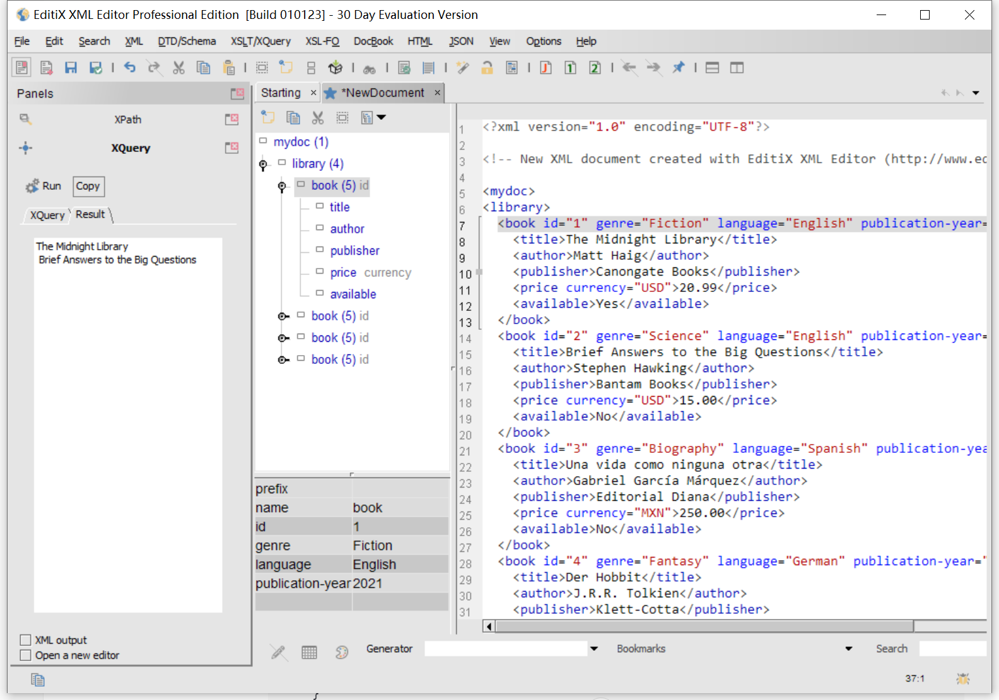 EditiX XML Editor Professional Edition  [Build 010123] - 30 Day Evaluation Version
File Edit Search XML DTD/Schema XSLT/XQuery XSL-FO DocBook HTML JSON View Options Help
Panels
XPath
XQuery
Run Copy
XQuery Result
The Midnight Library
Brief Answers to the Big Questions
XML output
Open a new editor
Starting × *NewDocument ×
mydoc (1)
library (4)
book (5) id
title
author
publisher
price currency
available
book (5) id
book (5) id
book (5) id
prefix
name book
id 1
genre Fiction
language English
publication-year 2021
1 <?xml version="1.0" encoding="UTF-8"?>
2
3 <!-- New XML document created with EditiX XML Editor (http://www.ed
4
5 <mydoc>
6 <library>
7 <book id="1" genre="Fiction" language="English" publication-year=
8 <title>The Midnight Library</title>
9 <author>Matt Haig</author>
10 <publisher>Canongate Books</publisher>
11 <price currency="USD">20.99</price>
12 <available>Yes</available>
13 </book>
14 <book id="2" genre="Science" language="English" publication-year=
15 <title>Brief Answers to the Big Questions</title>
16 <author>Stephen Hawking</author>
17 <publisher>Bantam Books</publisher>
18 <price currency="USD">15.00</price>
19 <available>No</available>
20 </book>
21 <book id="3" genre="Biography" language="Spanish" publication-yea
22 <title>Una vida como ninguna otra</title>
23 <author>Gabriel García Márquez</author>
24 <publisher>Editorial Diana</publisher>
25 <price currency="MXN">250.00</price>
26 <available>No</available>
27 </book>
28 <book id="4" genre="Fantasy" language="German" publication-year="
29 <title>Der Hobbit</title>
30 <author>J.R.R. Tolkien</author>
31 <publisher>Klett-Cotta</publisher>
Generator Bookmarks Search
37:1